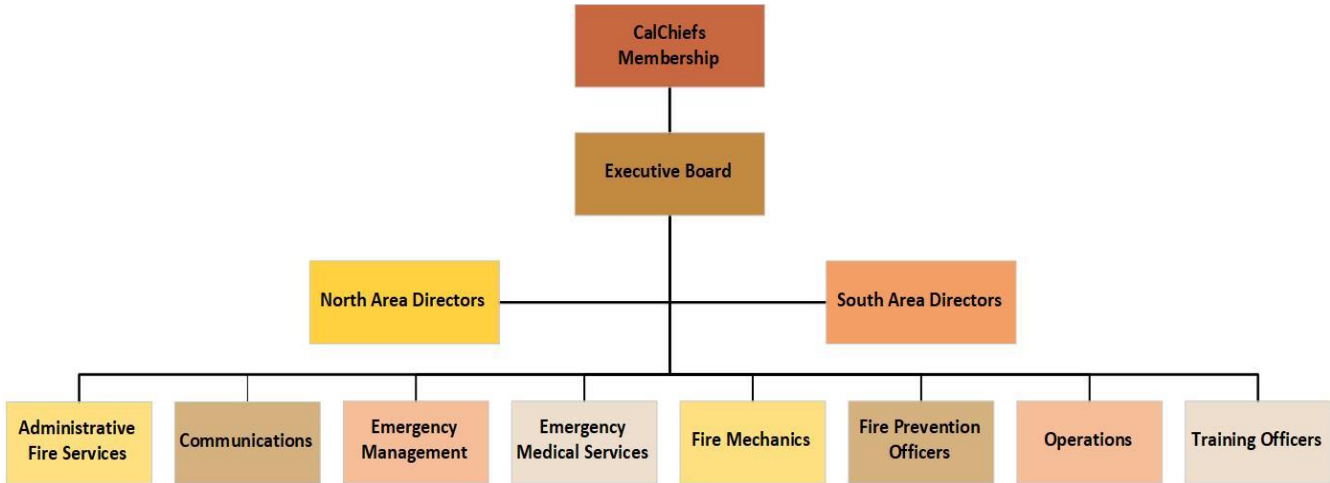 CalChiefs
Membership
Executive Board
North Area Directors
South Area Directors
Administrative
Fire Services
Communications
Emergency
Management
Emergency
Medical Services
Fire Mechanics
Fire Prevention
Officers
Operations
Training Officers